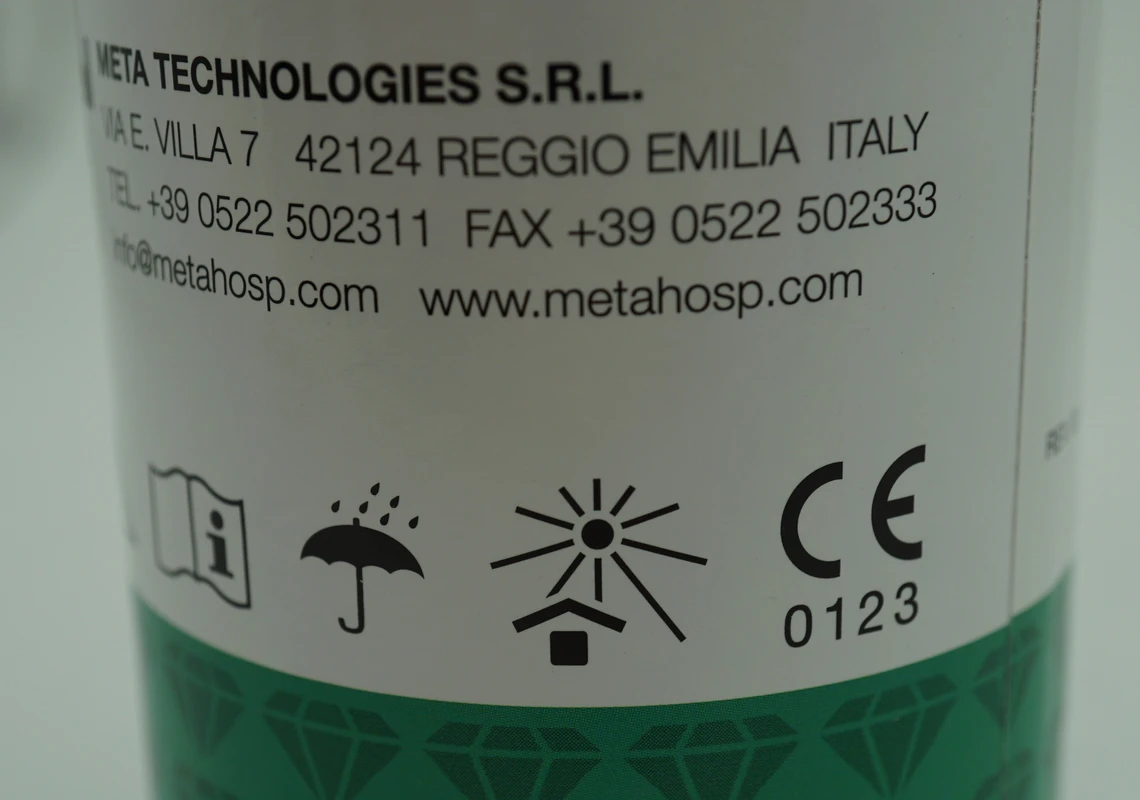 META TECHNOLOGIES S.R.L.
VIA E. VILLA 7 42124 REGGIO EMILIA ITALY
TEL. +39 0522 502311 FAX +39 0522 502333
info@metahosp.com www.metahosp.com
i
CE
0123